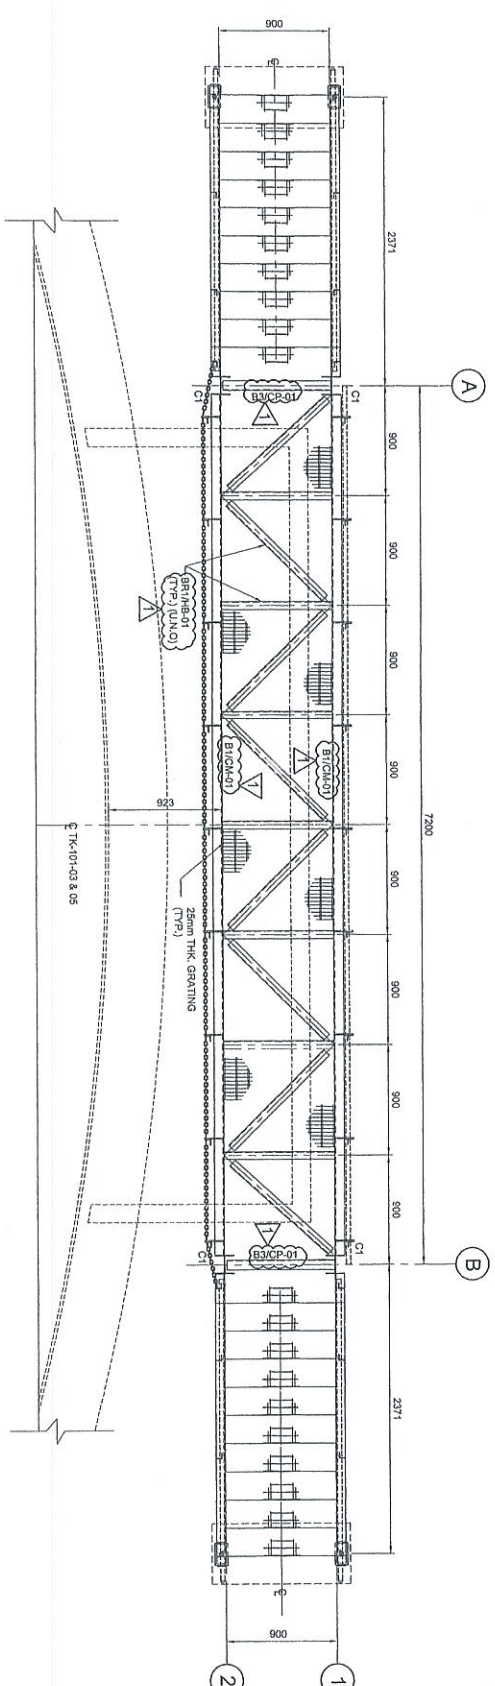 A
B
7200
2371
900
900
900
900
900
900
900
900
2371
C1
C1
1
900
B3/CP-01
1
B1/CM-01
1
B3/CP-01
1
900
℄
℄
C1
B1/CM-01
1
C1
2
BR1/HB-01
(TYP.) (U.N.O)
1
923
25mm THK. GRATING
(TYP.)
℄ TK-101-03 & 05